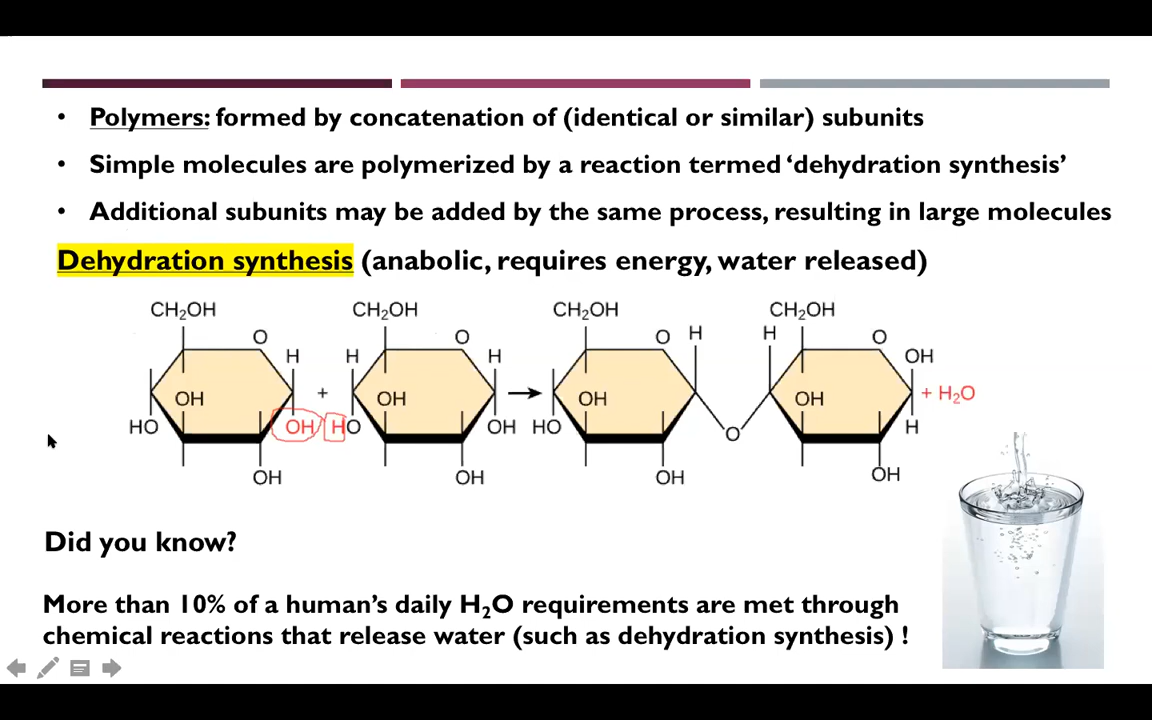 • Polymers: formed by concatenation of (identical or similar) subunits
• Simple molecules are polymerized by a reaction termed ‘dehydration synthesis’
• Additional subunits may be added by the same process, resulting in large molecules
Dehydration synthesis (anabolic, requires energy, water released)
CH₂OH CH₂OH CH₂OH CH₂OH
O O O H H O
H H H OH
OH + OH OH OH + H₂O
HO OH HO OH HO O H
OH OH OH OH
Did you know?
More than 10% of a human’s daily H₂O requirements are met through
chemical reactions that release water (such as dehydration synthesis) !